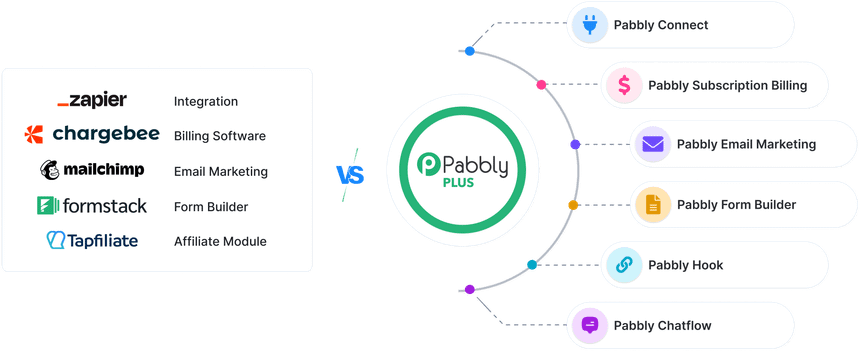 zapier Integration
chargebee Billing Software
mailchimp Email Marketing
formstack Form Builder
Tapfiliate Affiliate Module
VS
Pabbly
PLUS
Pabbly Connect
Pabbly Subscription Billing
Pabbly Email Marketing
Pabbly Form Builder
Pabbly Hook
Pabbly Chatflow